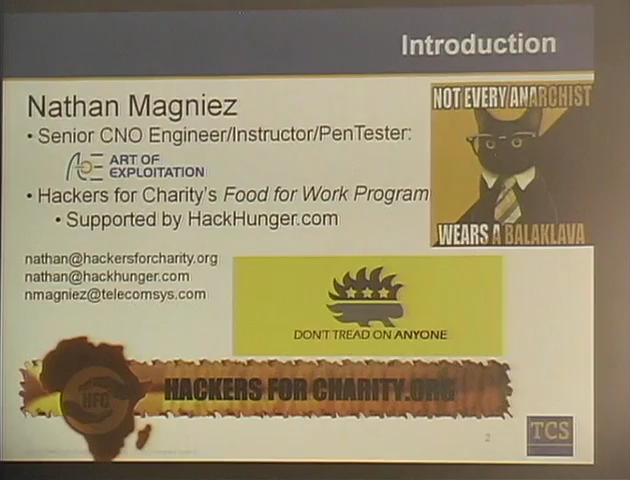 Introduction
Nathan Magniez
• Senior CNO Engineer/Instructor/PenTester:
AOE ART OF
EXPLOITATION
• Hackers for Charity's Food for Work Program
• Supported by HackHunger.com
nathan@hackersforcharity.org
nathan@hackhunger.com
nmagniez@telecomsys.com
NOT EVERY ANARCHIST
WEARS A BALAKLAVA
DON'T TREAD ON ANYONE
HFC
HACKERS FOR CHARITY.ORG
2
TCS